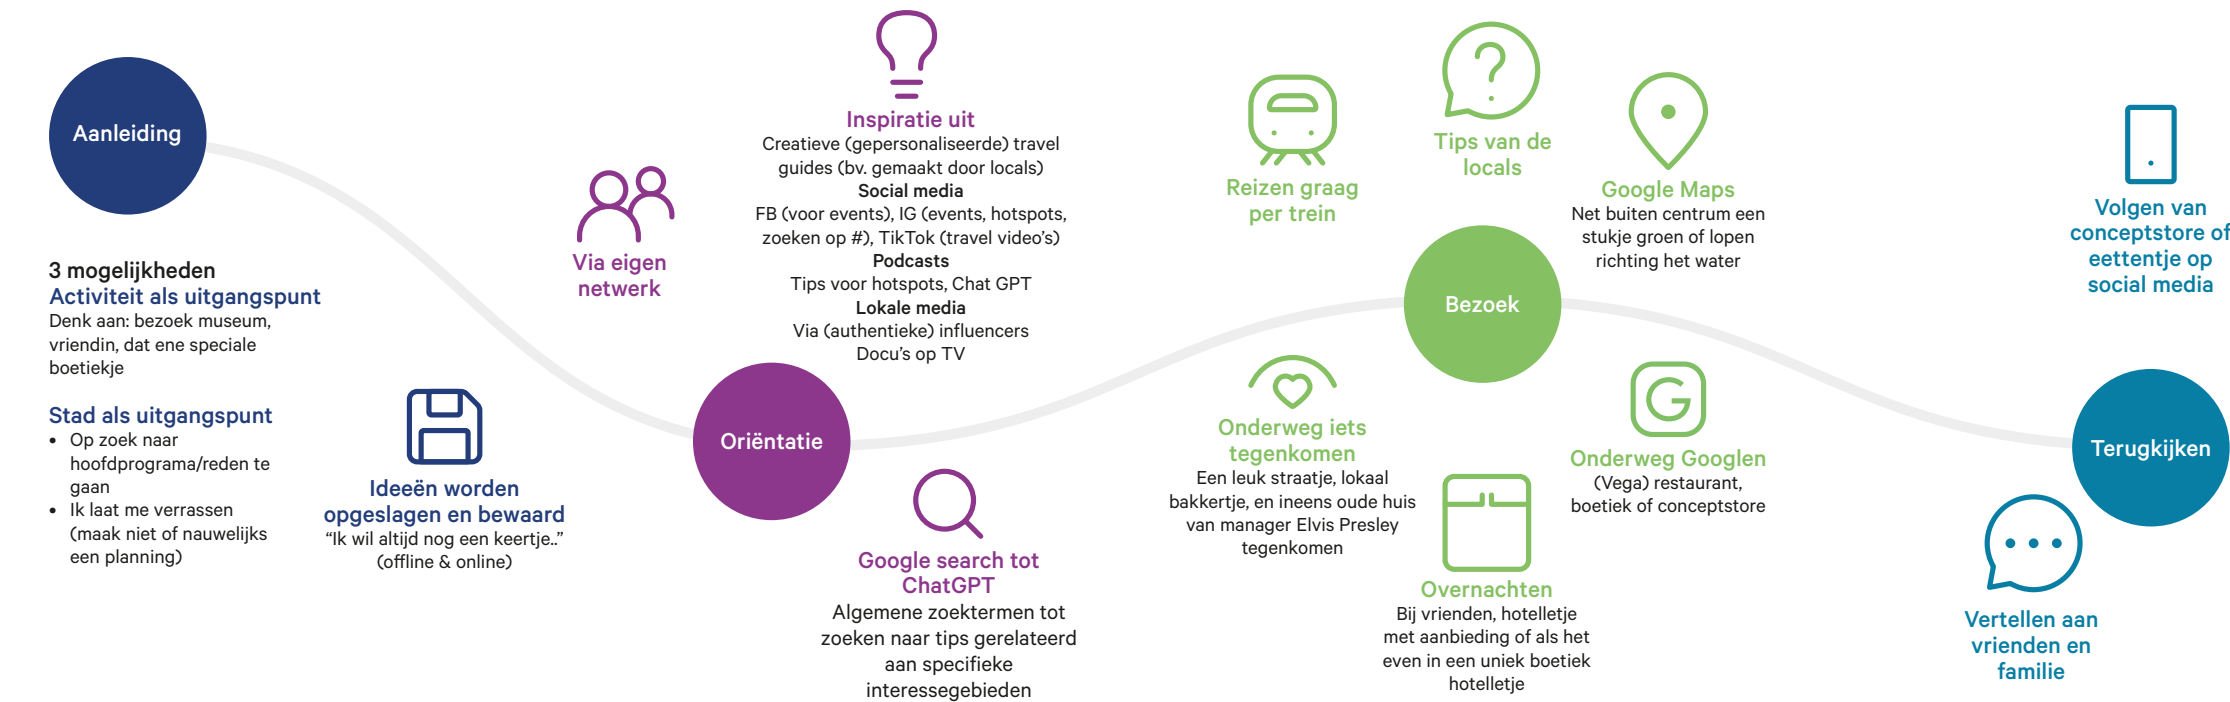 Aanleiding
3 mogelijkheden
Activiteit als uitgangspunt
Denk aan: bezoek museum,
vriendin, dat ene speciale
boetiekje
Stad als uitgangspunt
• Op zoek naar
hoofdprograma/reden te
gaan
• Ik laat me verrassen
(maak niet of nauwelijks
een planning)
Ideeën worden
opgeslagen en bewaard
“Ik wil altijd nog een keertje..”
(offline & online)
Via eigen
netwerk
Inspiratie uit
Creatieve (gepersonaliseerde) travel
guides (bv. gemaakt door locals)
Social media
FB (voor events), IG (events, hotspots,
zoeken op #), TikTok (travel video’s)
Podcasts
Tips voor hotspots, Chat GPT
Lokale media
Via (authentieke) influencers
Docu’s op TV
Oriëntatie
Google search tot
ChatGPT
Algemene zoektermen tot
zoeken naar tips gerelateerd
aan specifieke
interessegebieden
Reizen graag
per trein
Tips van de
locals
Google Maps
Net buiten centrum een
stukje groen of lopen
richting het water
Bezoek
Onderweg iets
tegenkomen
Een leuk straatje, lokaal
bakkertje, en ineens oude huis
van manager Elvis Presley
tegenkomen
Overnachten
Bij vrienden, hotelletje
met aanbieding of als het
even in een uniek boetiek
hotelletje
Onderweg Googlen
(Vega) restaurant,
boetiek of conceptstore
Volgen van
conceptstore of
eettentje op
social media
Terugkijken
Vertellen aan
vrienden en
familie